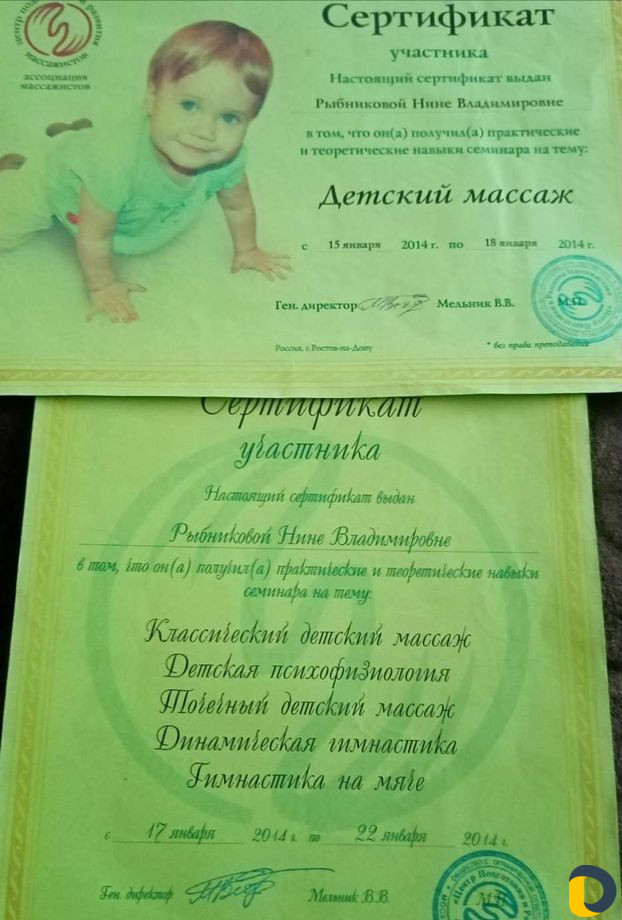 Сертификат
участника
ассоциация
массажистов
Настоящий сертификат выдан
Рыбниковой Нине Владимировне
в том, что он(а) получил(а) практические
и теоретические навыки семинара на тему:
Детский массаж
с 15 января 2014 г. по 18 января 2014 г.
Ген. директор Мельник В.В. М.П.
Россия, г. Ростов-на-Дону
* без права преподавания
Сертификат
участника
Настоящий сертификат выдан
Рыбниковой Нине Владимировне
в том, что он(а) получил(а) практические и теоретические навыки
семинара на тему:
Классический детский массаж
Детская психофизиология
Точечный детский массаж
Динамическая гимнастика
Гимнастика на мяче
с 17 января 2014 г. по 22 января 2014 г.
Ген. директор Мельник В.В. М.П.